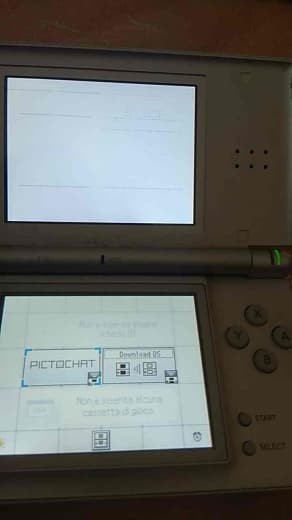 PICTOCHAT
Download DS
Non è inserita alcuna
cassetta di gioco.
X
Y
A
B
START
SELECT